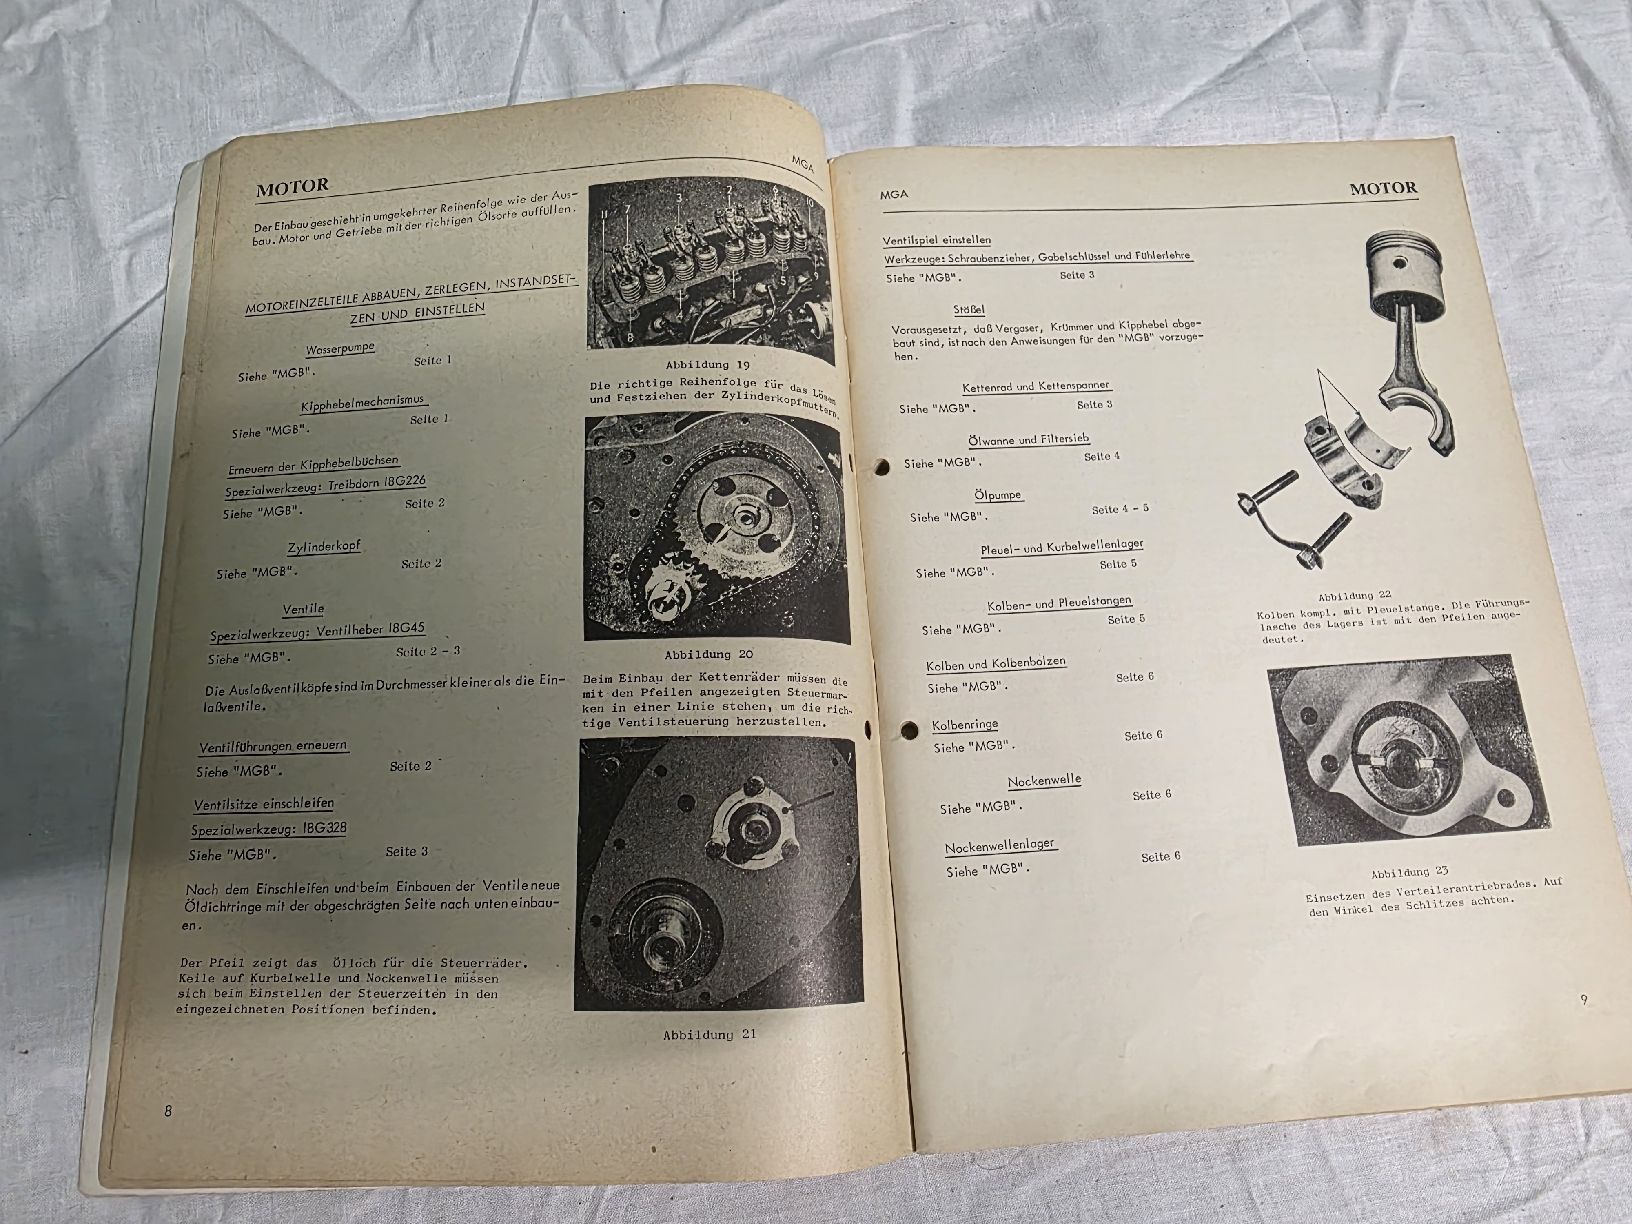 MOTOR
MGA
Der Einbau geschieht in umgekehrter Reihenfolge wie der Aus-
bau. Motor und Getriebe mit der richtigen Ölsorte auffüllen.
MOTOREINZELTEILE ABBAUEN, ZERLEGEN, INSTANDSET-
ZEN UND EINSTELLEN
Wasserpumpe
Siehe "MGB". Seite 1
Kipphebelmechanismus
Siehe "MGB". Seite 1
Erneuern der Kipphebelbüchsen
Spezialwerkzeug: Treibdorn 18G226
Siehe "MGB". Seite 2
Zylinderkopf
Siehe "MGB". Seite 2
Ventile
Spezialwerkzeug: Ventilheber 18G45
Siehe "MGB". Seite 2 - 3
Die Auslaßventilköpfe sind im Durchmesser kleiner als die Ein-
laßventile.
Ventilführungen erneuern
Siehe "MGB". Seite 2
Ventilsitze einschleifen
Spezialwerkzeug: 18G328
Siehe "MGB". Seite 3
Nach dem Einschleifen und beim Einbauen der Ventile neue
Öldichtringe mit der abgeschrägten Seite nach unten einbau-
en.
Der Pfeil zeigt das Ölloch für die Steuerräder.
Keile auf Kurbelwelle und Nockenwelle müssen
sich beim Einstellen der Steuerzeiten in den
eingezeichneten Positionen befinden.
8
Abbildung 19
Die richtige Reihenfolge für das Lösen
und Festziehen der Zylinderkopfmuttern.
Abbildung 20
Beim Einbau der Kettenräder müssen die
mit den Pfeilen angezeigten Steuermar-
ken in einer Linie stehen, um die rich-
tige Ventilsteuerung herzustellen.
Abbildung 21
MGA
MOTOR
Ventilspiel einstellen
Werkzeuge: Schraubenzieher, Gabelschlüssel und Fühlerlehre
Siehe "MGB". Seite 3
Stößel
Vorausgesetzt, daß Vergaser, Krümmer und Kipphebel abge-
baut sind, ist nach den Anweisungen für den "MGB" vorzuge-
hen.
Kettenrad und Kettenspanner
Siehe "MGB". Seite 3
Ölwanne und Filtersieb
Siehe "MGB". Seite 4
Ölpumpe
Siehe "MGB". Seite 4 - 5
Pleuel- und Kurbelwellenlager
Siehe "MGB". Seite 5
Kolben- und Pleuelstangen
Siehe "MGB". Seite 5
Kolben und Kolbenbolzen
Siehe "MGB". Seite 6
Kolbenringe
Siehe "MGB". Seite 6
Nockenwelle
Siehe "MGB". Seite 6
Nockenwellenlager
Siehe "MGB". Seite 6
Abbildung 22
Kolben kompl. mit Pleuelstange. Die Führungs-
lasche des Lagers ist mit den Pfeilen ange-
deutet.
Abbildung 23
Einsetzen des Verteilerantriebrades. Auf
den Winkel des Schlitzes achten.
9